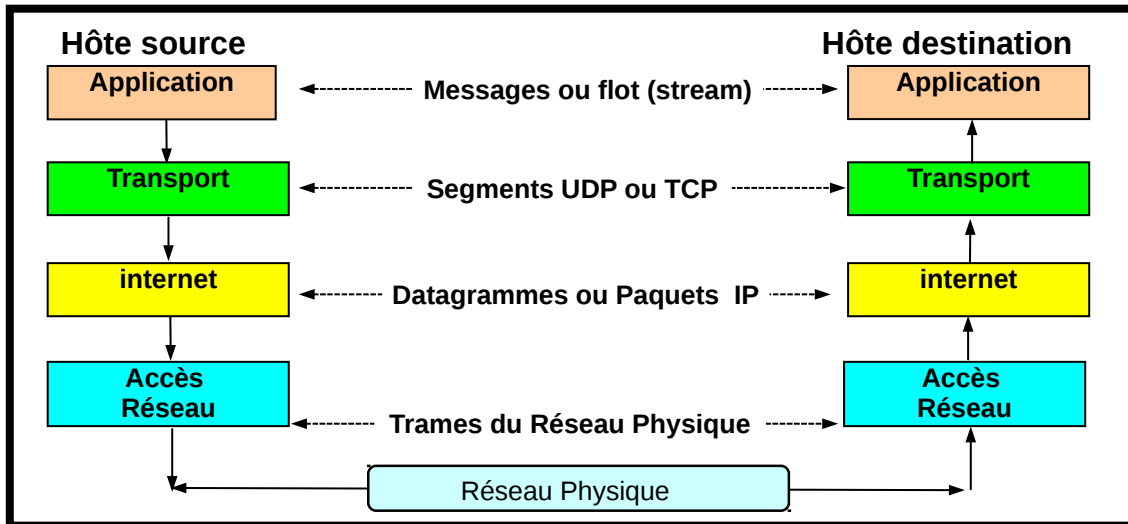 Hôte source
Hôte destination
Application
Messages ou flot (stream)
Application
Transport
Segments UDP ou TCP
Transport
internet
Datagrammes ou Paquets IP
internet
Accès
Réseau
Accès
Réseau
Trames du Réseau Physique
Réseau Physique